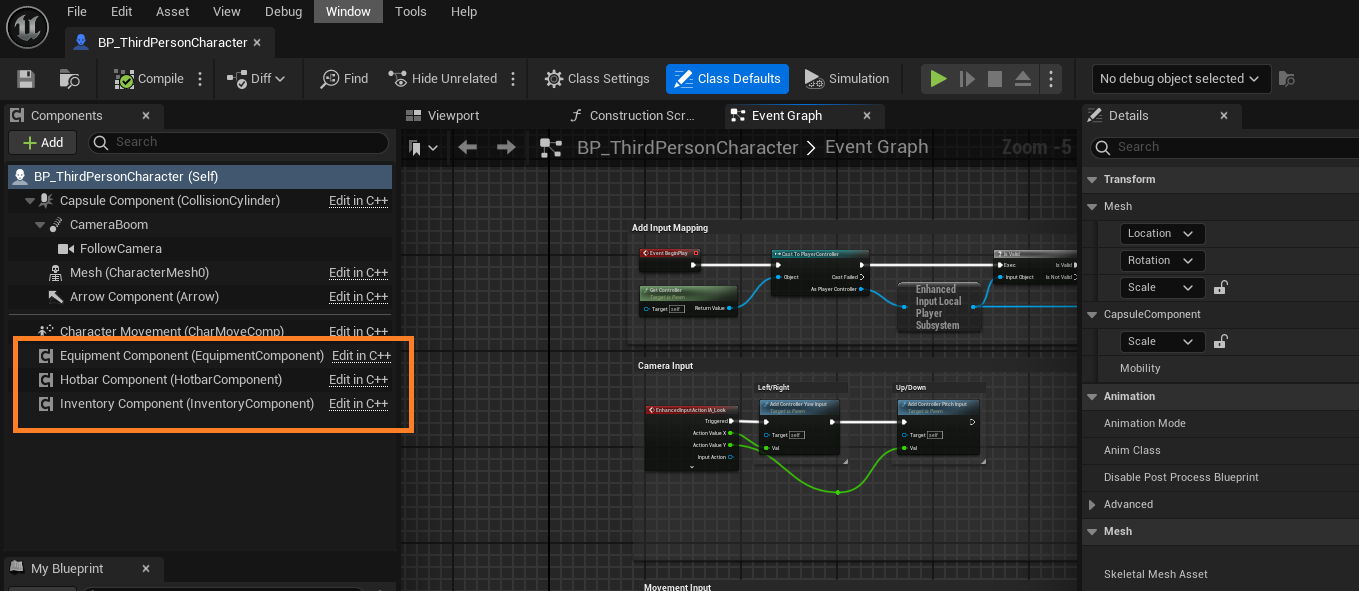 File Edit Asset View Debug Window Tools Help
BP_ThirdPersonCharacter
Compile Diff Find Hide Unrelated Class Settings Class Defaults Simulation No debug object selected
Components
Add Search
BP_ThirdPersonCharacter (Self)
Capsule Component (CollisionCylinder) Edit in C++
CameraBoom
FollowCamera
Mesh (CharacterMesh0) Edit in C++
Arrow Component (Arrow) Edit in C++
Character Movement (CharMoveComp) Edit in C++
Equipment Component (EquipmentComponent) Edit in C++
Hotbar Component (HotbarComponent) Edit in C++
Inventory Component (InventoryComponent) Edit in C++
My Blueprint
Viewport Construction Scr... Event Graph
BP_ThirdPersonCharacter > Event Graph Zoom -5
Add Input Mapping
Event BeginPlay
Cast To PlayerController
Object Cast Failed
As Player Controller
Is Valid
Exec Is Valid
Input Object Is Not Valid
Get Controller
Target is Pawn
Target self Return Value
Enhanced
Input Local
Player
Subsystem
Camera Input
Left/Right Up/Down
EnhancedInputAction IA_Look
Triggered
Action Value X
Action Value Y
Input Action
Add Controller Yaw Input
Target is Pawn
Target self
Val
Add Controller Pitch Input
Target is Pawn
Target self
Val
Movement Input
Details
Search
Transform
Mesh
Location
Rotation
Scale
CapsuleComponent
Scale
Mobility
Animation
Animation Mode
Anim Class
Disable Post Process Blueprint
Advanced
Mesh
Skeletal Mesh Asset